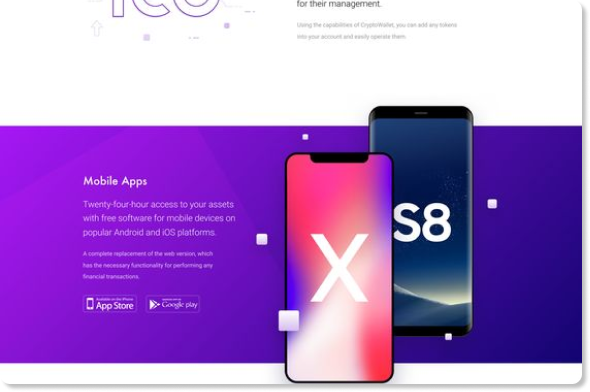 ICO
for their management.
Using the capabilities of CryptoWallet, you can add any tokens
into your account and easily operate them.
Mobile Apps
Twenty-four-hour access to your assets
with free software for mobile devices on
popular Android and iOS platforms.
A complete replacement of the web version, which
has the necessary functionality for performing any
financial transactions.
Available on the iPhone
App Store
Google play
X
S8